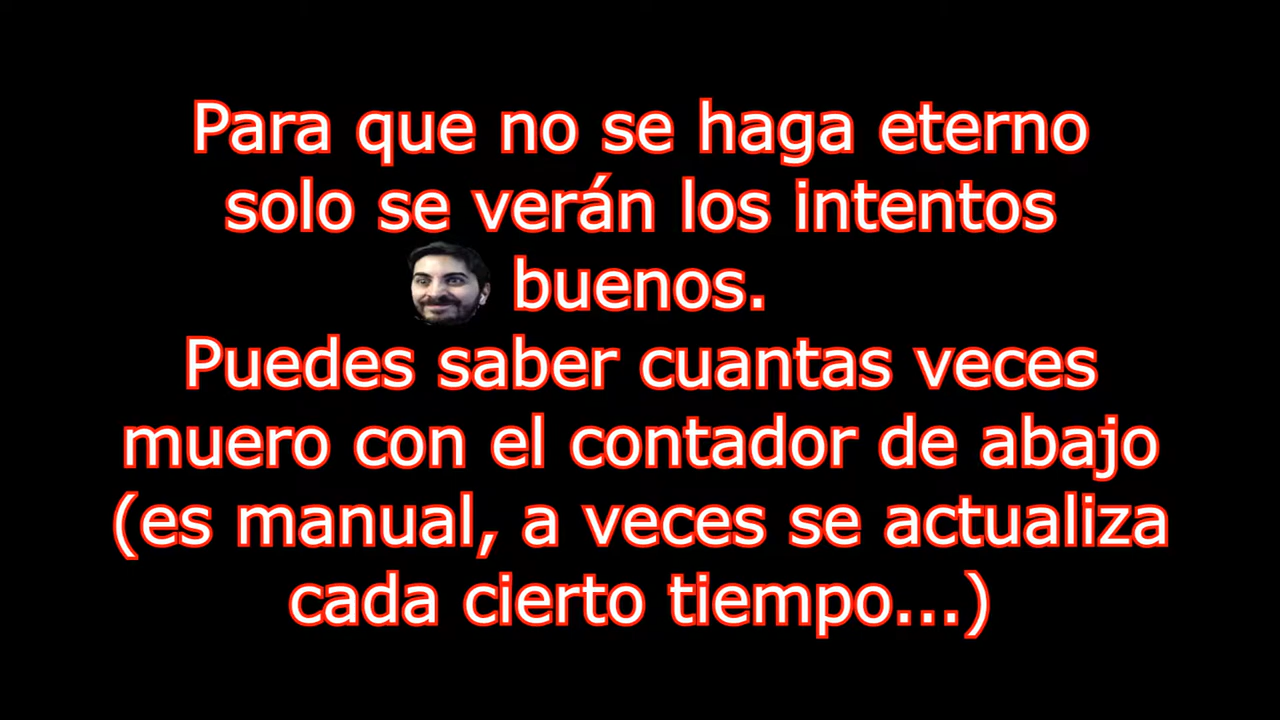 Para que no se haga eterno
solo se verán los intentos
buenos.
Puedes saber cuantas veces
muero con el contador de abajo
(es manual, a veces se actualiza
cada cierto tiempo...)